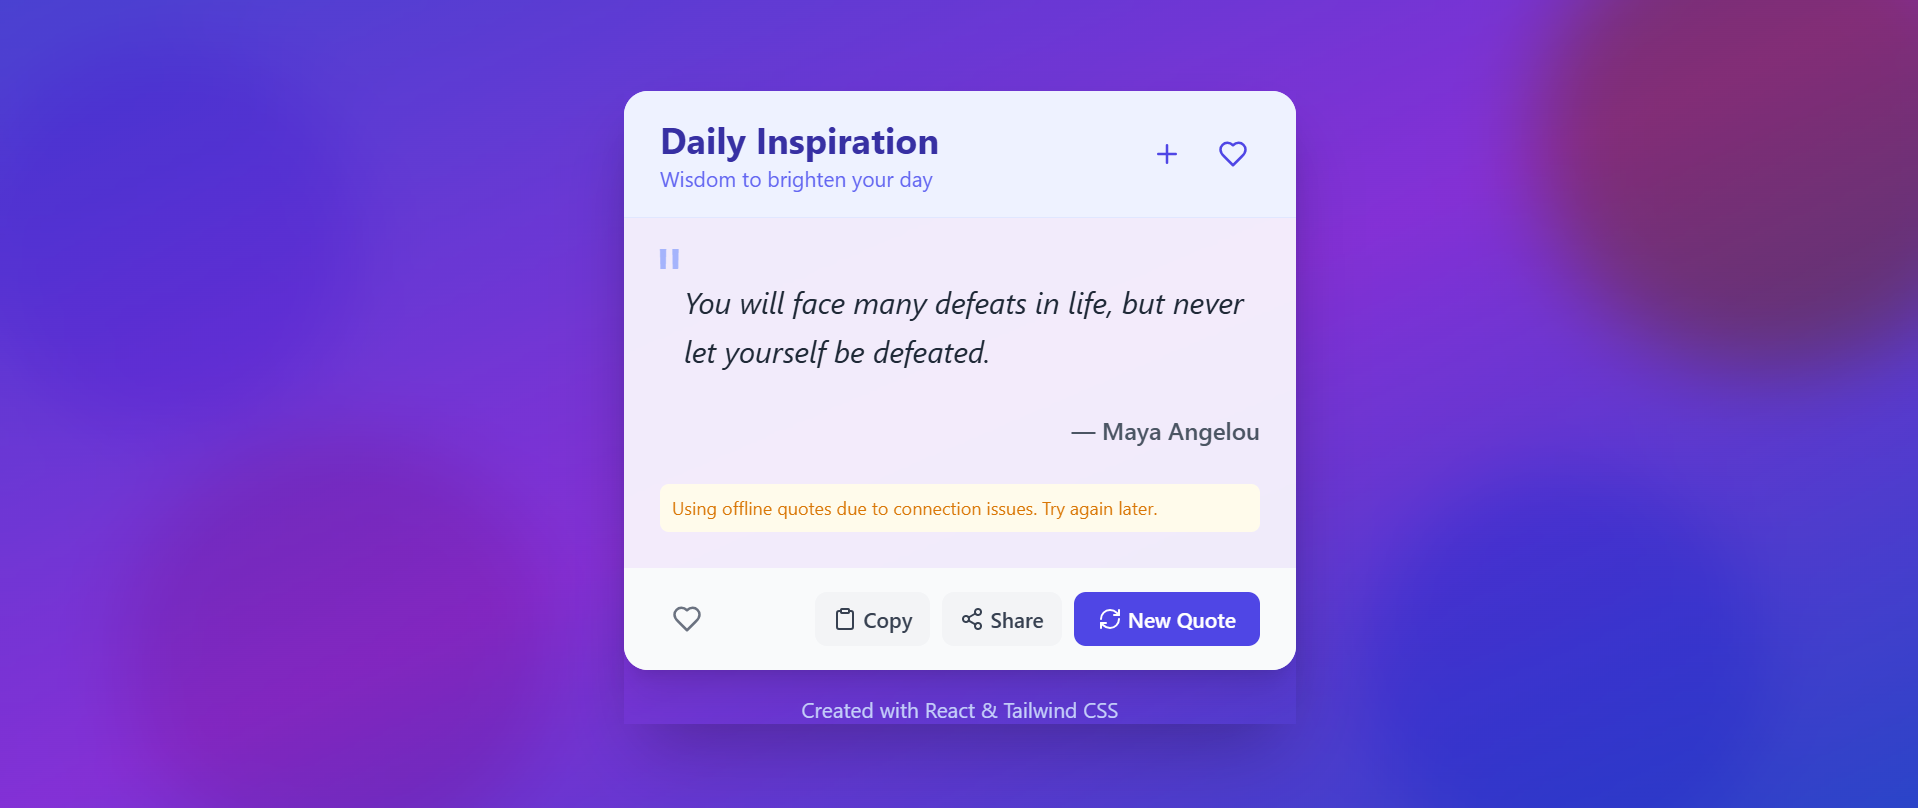 Daily Inspiration
Wisdom to brighten your day
"
You will face many defeats in life, but never
let yourself be defeated.
— Maya Angelou
Using offline quotes due to connection issues. Try again later.
Copy Share New Quote
Created with React & Tailwind CSS